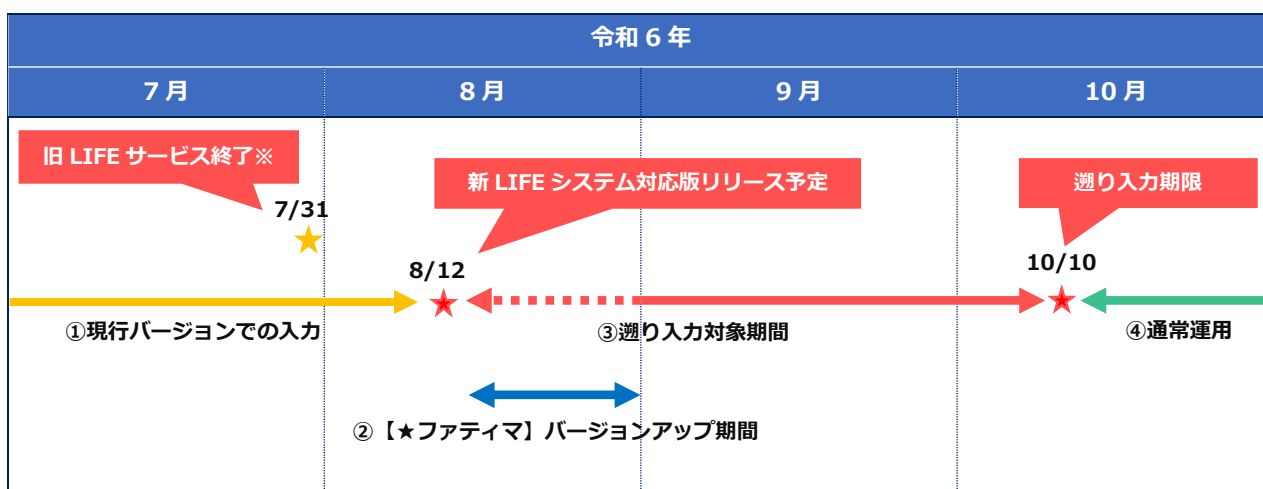 令和 6 年
7 月
8 月
9 月
10 月
旧 LIFE サービス終了※
新 LIFE システム対応版リリース予定
遡り入力期限
7/31
8/12
10/10
①現行バージョンでの入力
③遡り入力対象期間
④通常運用
②【★ファティマ】バージョンアップ期間